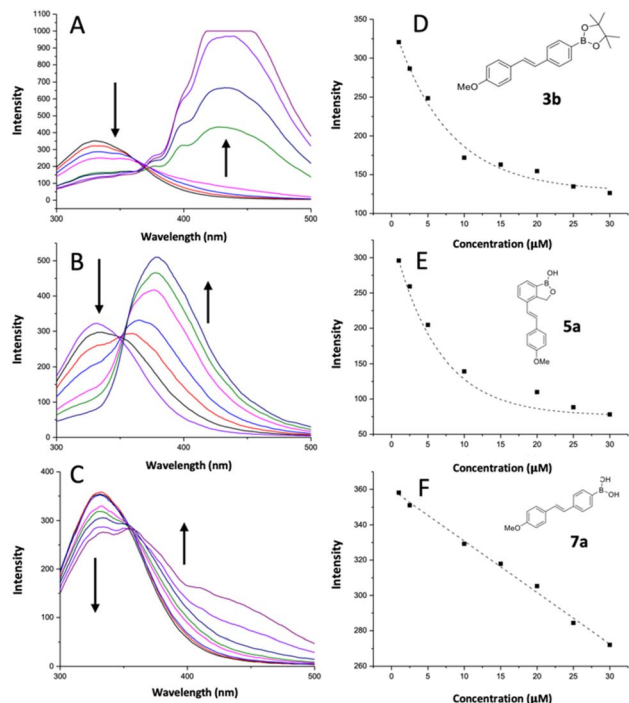 A
Intensity
1100
1000
900
800
700
600
500
400
300
200
100
0
300
400
500
Wavelength (nm)
D
Intensity
350
300
250
200
150
100
50
0
0
5
10
15
20
25
30
Concentration (μM)
MeO
B
O
O
3b
B
Intensity
500
400
300
200
100
0
300
400
500
Wavelength (nm)
E
Intensity
300
250
200
150
100
50
0
5
10
15
20
25
30
Concentration (μM)
OH
B
O
OMe
5a
C
Intensity
400
300
200
100
0
300
400
500
Wavelength (nm)
F
Intensity
360
340
320
300
280
260
0
5
10
15
20
25
30
Concentration (μM)
MeO
OH
B
OH
7a